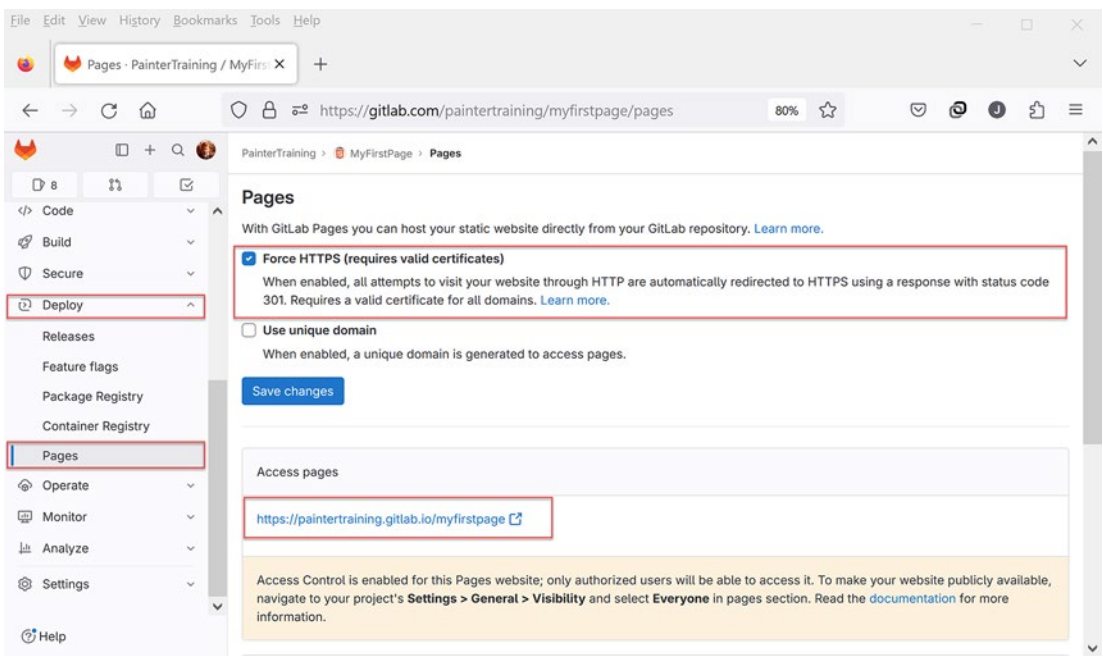 File Edit View History Bookmarks Tools Help
Pages · PainterTraining / MyFirs
https://gitlab.com/paintertraining/myfirstpage/pages 80% J
PainterTraining > MyFirstPage > Pages
8
Code
Build
Secure
Deploy
Releases
Feature flags
Package Registry
Container Registry
Pages
Operate
Monitor
Analyze
Settings
Help
Pages
With GitLab Pages you can host your static website directly from your GitLab repository. Learn more.
Force HTTPS (requires valid certificates)
When enabled, all attempts to visit your website through HTTP are automatically redirected to HTTPS using a response with status code
301. Requires a valid certificate for all domains. Learn more.
Use unique domain
When enabled, a unique domain is generated to access pages.
Save changes
Access pages
https://paintertraining.gitlab.io/myfirstpage
Access Control is enabled for this Pages website; only authorized users will be able to access it. To make your website publicly available,
navigate to your project's Settings > General > Visibility and select Everyone in pages section. Read the documentation for more
information.